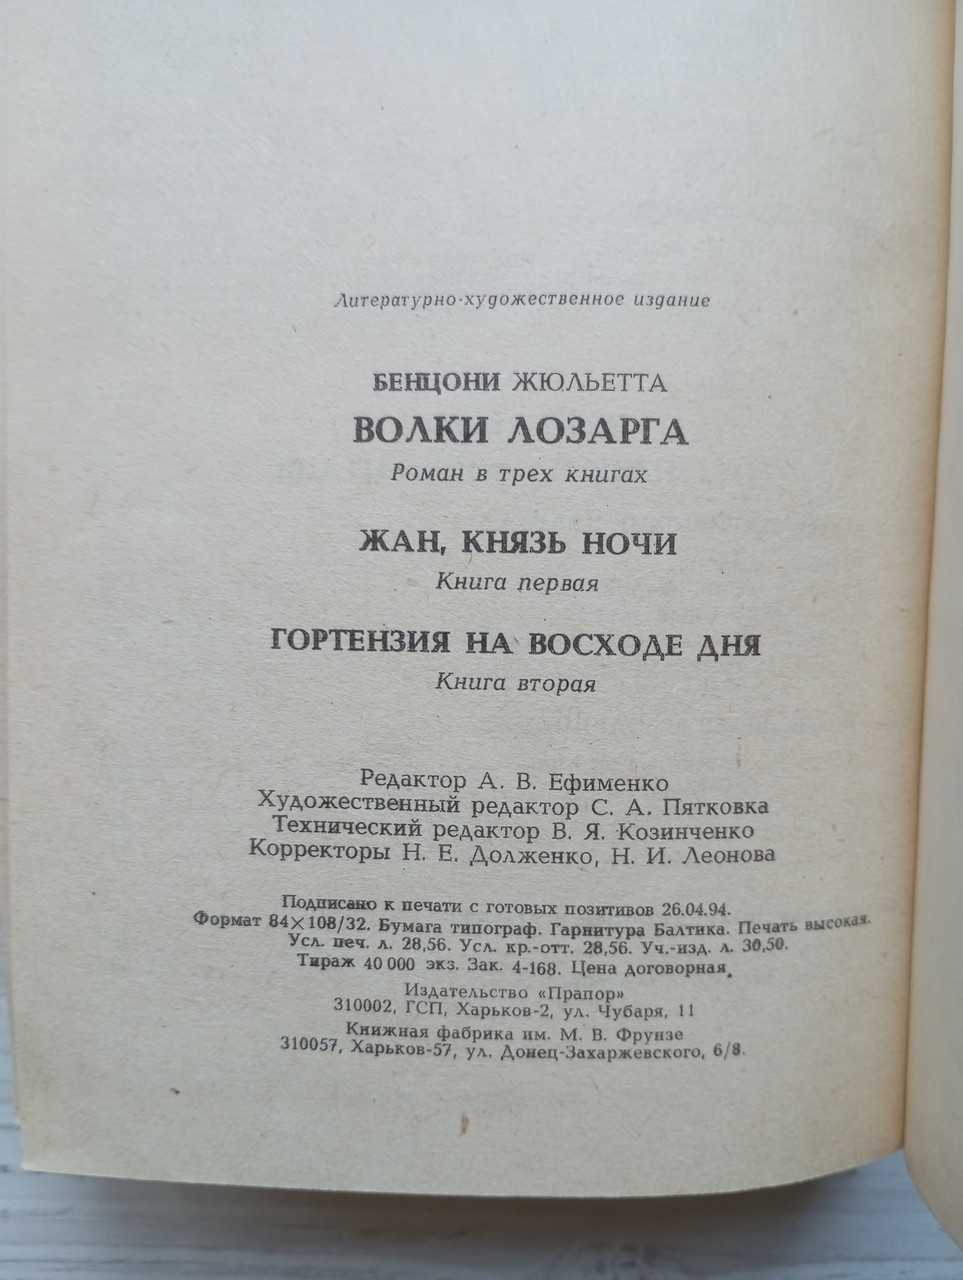 Литературно-художественное издание
БЕНЦОНИ ЖЮЛЬЕТТА
ВОЛКИ ЛОЗАРГА
Роман в трех книгах
ЖАН, КНЯЗЬ НОЧИ
Книга первая
ГОРТЕНЗИЯ НА ВОСХОДЕ ДНЯ
Книга вторая
Редактор А. В. Ефименко
Художественный редактор С. А. Пятковка
Технический редактор В. Я. Козинченко
Корректоры Н. Е. Долженко, Н. И. Леонова
Подписано к печати с готовых позитивов 26.04.94.
Формат 84×108/32. Бумага типограф. Гарнитура Балтика. Печать высокая.
Усл. печ. л. 28,56. Усл. кр.-отт. 28,56. Уч.-изд. л. 30,50.
Тираж 40 000 экз. Зак. 4-168. Цена договорная.
Издательство «Прапор»
310002, ГСП, Харьков-2, ул. Чубаря, 11
Книжная фабрика им. М. В. Фрунзе
310057, Харьков-57, ул. Донец-Захаржевского, 6/8.